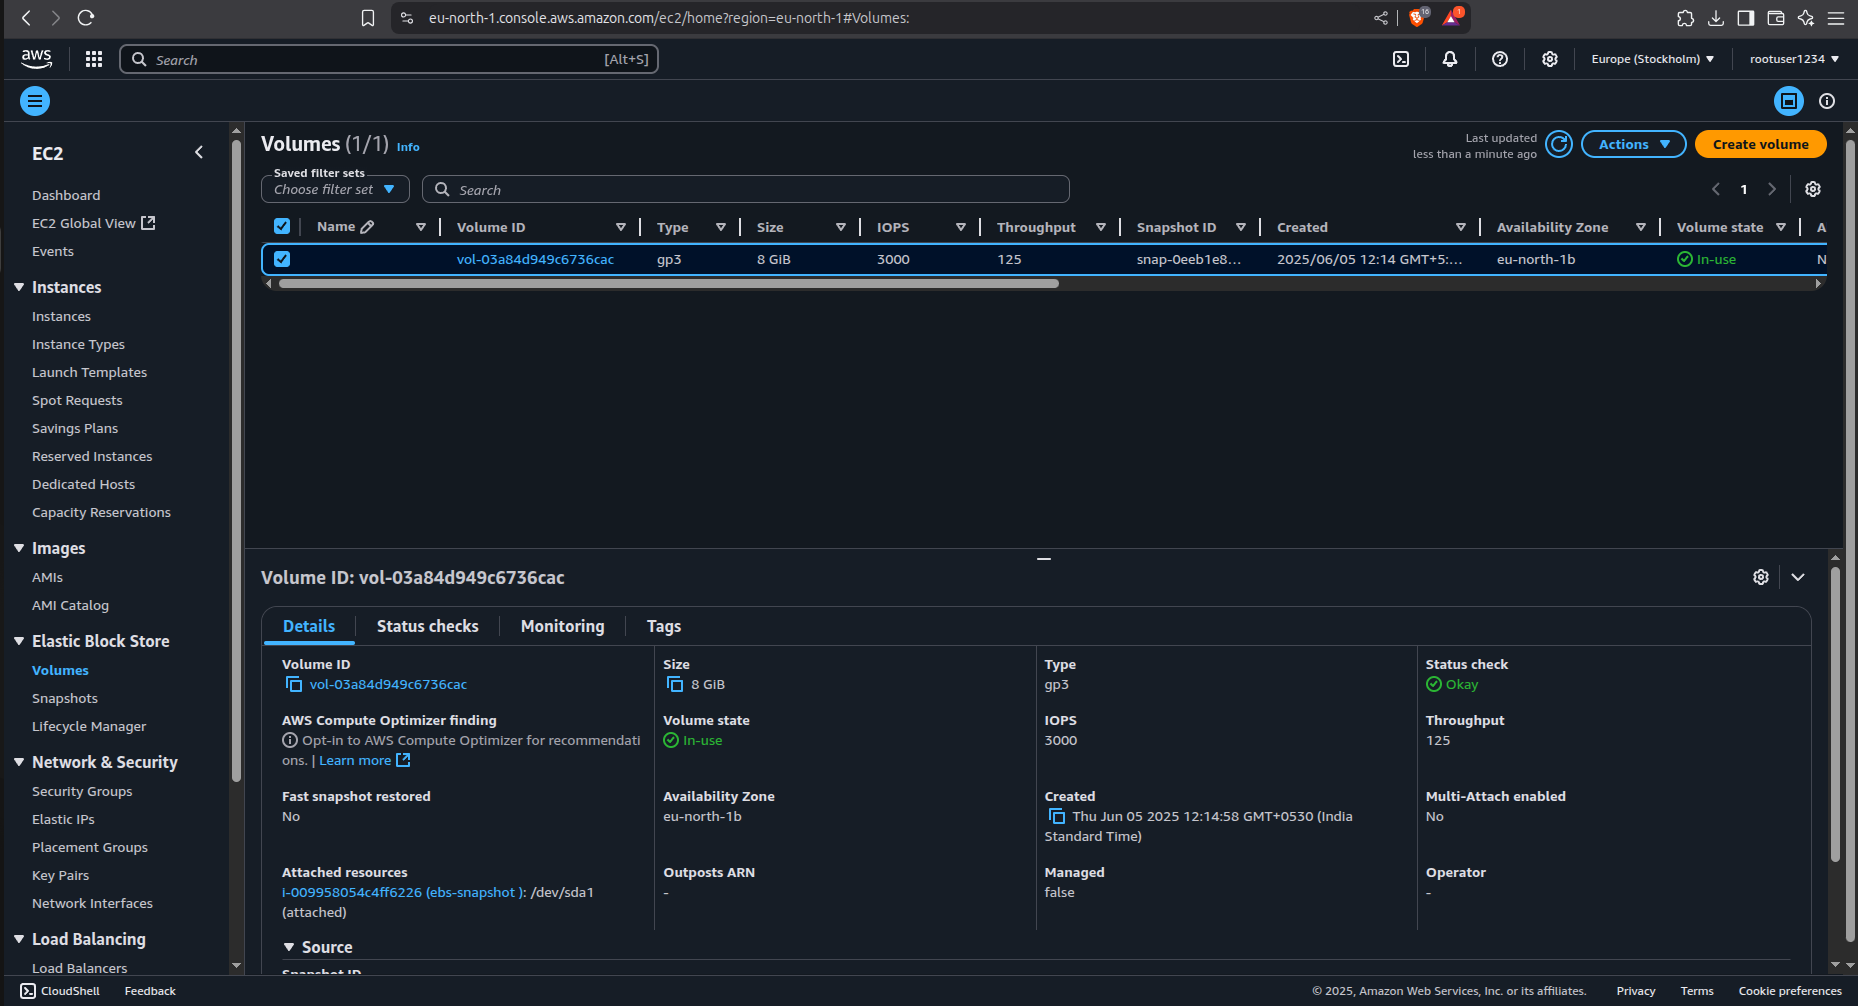 eu-north-1.console.aws.amazon.com/ec2/home?region=eu-north-1#Volumes:
16
1
aws
Search
[Alt+S]
Europe (Stockholm)
rootuser1234
EC2
Dashboard
EC2 Global View
Events
Instances
Instances
Instance Types
Launch Templates
Spot Requests
Savings Plans
Reserved Instances
Dedicated Hosts
Capacity Reservations
Images
AMIs
AMI Catalog
Elastic Block Store
Volumes
Snapshots
Lifecycle Manager
Network & Security
Security Groups
Elastic IPs
Placement Groups
Key Pairs
Network Interfaces
Load Balancing
Load Balancers
Volumes (1/1) Info
Last updated
less than a minute ago
Actions
Create volume
Saved filter sets
Choose filter set
Search
1
Name Volume ID Type Size IOPS Throughput Snapshot ID Created Availability Zone Volume state A
vol-03a84d949c6736cac gp3 8 GiB 3000 125 snap-0eeb1e8... 2025/06/05 12:14 GMT+5:... eu-north-1b In-use N
Volume ID: vol-03a84d949c6736cac
Details Status checks Monitoring Tags
Volume ID
vol-03a84d949c6736cac
Size
8 GiB
Type
gp3
Status check
Okay
AWS Compute Optimizer finding
Opt-in to AWS Compute Optimizer for recommendati
ons. | Learn more
Volume state
In-use
IOPS
3000
Throughput
125
Fast snapshot restored
No
Availability Zone
eu-north-1b
Created
Thu Jun 05 2025 12:14:58 GMT+0530 (India
Standard Time)
Multi-Attach enabled
No
Attached resources
i-009958054c4ff6226 (ebs-snapshot ): /dev/sda1
(attached)
Outposts ARN
-
Managed
false
Operator
-
Source
Snapshot ID
CloudShell Feedback
© 2025, Amazon Web Services, Inc. or its affiliates. Privacy Terms Cookie preferences